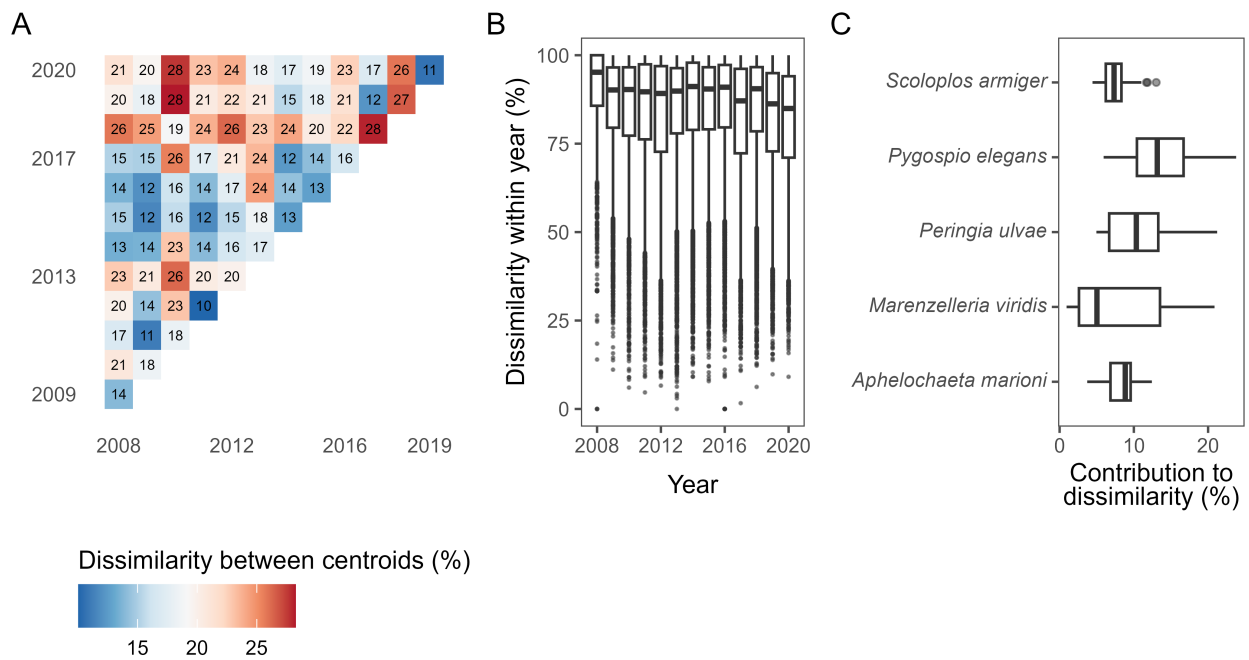 A
2020 21 20 28 23 24 18 17 19 23 17 26 11
20 18 28 21 22 21 15 18 21 12 27
26 25 19 24 26 23 24 20 22 28
2017 15 15 26 17 21 24 12 14 16
14 12 16 14 17 24 14 13
15 12 16 12 15 18 13
13 14 23 14 16 17
2013 23 21 26 20 20
20 14 23 10
17 11 18
21 18
2009 14
2008 2012 2016 2019
Dissimilarity between centroids (%)
15 20 25
B
Dissimilarity within year (%)
100
75
50
25
0
2008 2012 2016 2020
Year
C
Scoloplos armiger
Pygospio elegans
Peringia ulvae
Marenzelleria viridis
Aphelochaeta marioni
0 10 20
Contribution to
dissimilarity (%)